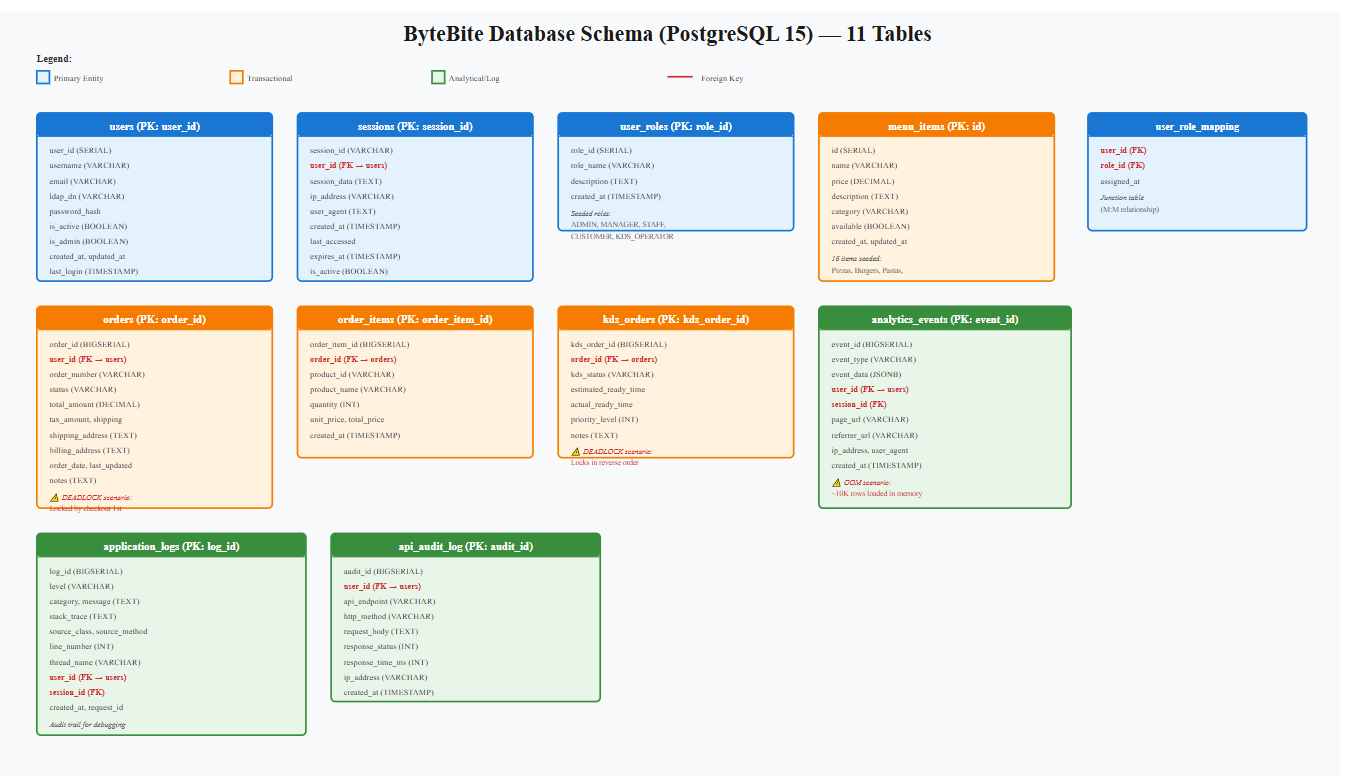 ByteBite Database Schema (PostgreSQL 15) — 11 Tables
Legend:
Primary Entity
Transactional
Analytical/Log
Foreign Key
users (PK: user_id)
user_id (SERIAL)
username (VARCHAR)
email (VARCHAR)
ldap_dn (VARCHAR)
password_hash
is_active (BOOLEAN)
is_admin (BOOLEAN)
created_at, updated_at
last_login (TIMESTAMP)
sessions (PK: session_id)
session_id (VARCHAR)
user_id (FK → users)
session_data (TEXT)
ip_address (VARCHAR)
user_agent (TEXT)
created_at (TIMESTAMP)
last_accessed
expires_at (TIMESTAMP)
is_active (BOOLEAN)
user_roles (PK: role_id)
role_id (SERIAL)
role_name (VARCHAR)
description (TEXT)
created_at (TIMESTAMP)
Seeded roles:
ADMIN, MANAGER, STAFF,
CUSTOMER, KDS_OPERATOR
menu_items (PK: id)
id (SERIAL)
name (VARCHAR)
price (DECIMAL)
description (TEXT)
category (VARCHAR)
available (BOOLEAN)
created_at, updated_at
16 items seeded:
Pizzas, Burgers, Pastas,
user_role_mapping
user_id (FK)
role_id (FK)
assigned_at
Junction table
(M:M relationship)
orders (PK: order_id)
order_id (BIGSERIAL)
user_id (FK → users)
order_number (VARCHAR)
status (VARCHAR)
total_amount (DECIMAL)
tax_amount, shipping
shipping_address (TEXT)
billing_address (TEXT)
order_date, last_updated
notes (TEXT)
⚠ DEADLOCK scenario:
Locked by checkout 1st
order_items (PK: order_item_id)
order_item_id (BIGSERIAL)
order_id (FK → orders)
product_id (VARCHAR)
product_name (VARCHAR)
quantity (INT)
unit_price, total_price
created_at (TIMESTAMP)
kds_orders (PK: kds_order_id)
kds_order_id (BIGSERIAL)
order_id (FK → orders)
kds_status (VARCHAR)
estimated_ready_time
actual_ready_time
priority_level (INT)
notes (TEXT)
⚠ DEADLOCK scenario:
Locks in reverse order
analytics_events (PK: event_id)
event_id (BIGSERIAL)
event_type (VARCHAR)
event_data (JSONB)
user_id (FK → users)
session_id (FK)
page_url (VARCHAR)
referrer_url (VARCHAR)
ip_address, user_agent
created_at (TIMESTAMP)
⚠ OOM scenario:
~10K rows loaded in memory
application_logs (PK: log_id)
log_id (BIGSERIAL)
level (VARCHAR)
category, message (TEXT)
stack_trace (TEXT)
source_class, source_method
line_number (INT)
thread_name (VARCHAR)
user_id (FK → users)
session_id (FK)
created_at, request_id
Audit trail for debugging
api_audit_log (PK: audit_id)
audit_id (BIGSERIAL)
user_id (FK → users)
api_endpoint (VARCHAR)
http_method (VARCHAR)
request_body (TEXT)
response_status (INT)
response_time_ms (INT)
ip_address (VARCHAR)
created_at (TIMESTAMP)